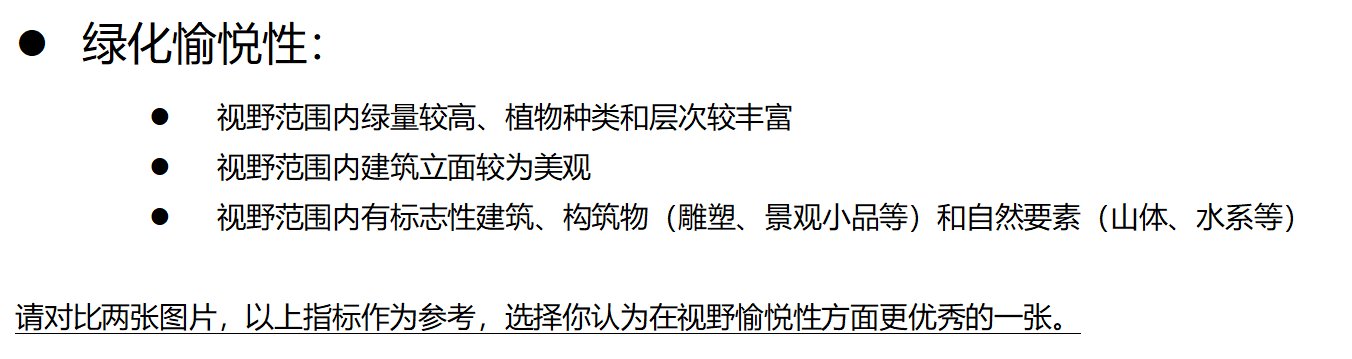 ● 绿化愉悦性：
● 视野范围内绿量较高、植物种类和层次较丰富
● 视野范围内建筑立面较为美观
● 视野范围内有标志性建筑、构筑物（雕塑、景观小品等）和自然要素（山体、水系等）
请对比两张图片，以上指标作为参考，选择你认为在视野愉悦性方面更优秀的一张。